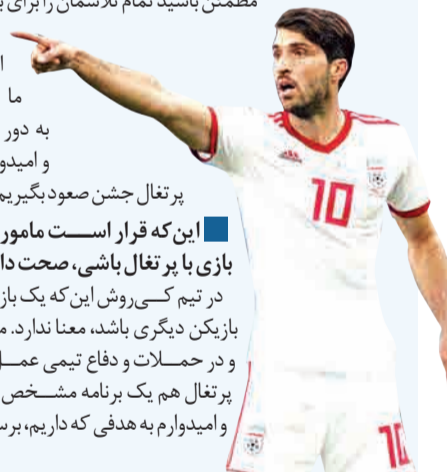 مطمئن باشید تمام تلاشمان را برای
ما
به دور
و امیدو
پرتغال جشن صعود بگیریم
این‌که قرار است مامور
بازی با پرتغال باشی، صحت دا
در تیم کی‌روش این‌که یک باز
بازیکن دیگری باشد، معنا ندارد. م
و در حملات و دفاع تیمی عمل
پرتغال هم یک برنامه مشخص
و امیدوارم به هدفی که داریم، برس
adidas
10
10